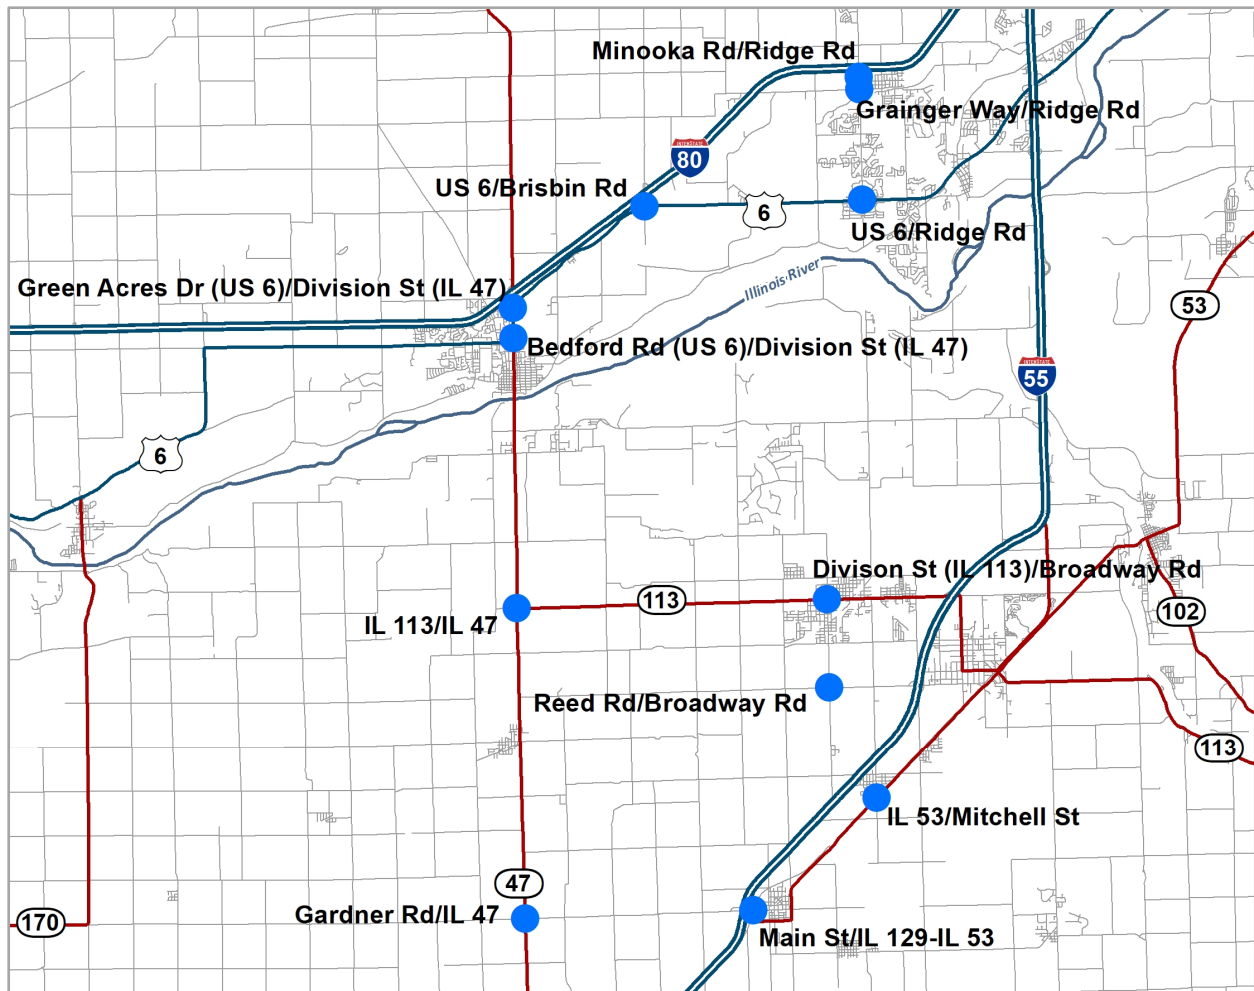 Minooka Rd/Ridge Rd
Grainger Way/Ridge Rd
INTERSTATE
80
US 6/Brisbin Rd
6
US 6/Ridge Rd
Illinois River
Green Acres Dr (US 6)/Division St (IL 47)
53
Bedford Rd (US 6)/Division St (IL 47)
INTERSTATE
55
6
Divison St (IL 113)/Broadway Rd
113
102
IL 113/IL 47
Reed Rd/Broadway Rd
113
IL 53/Mitchell St
47
Gardner Rd/IL 47
170
Main St/IL 129-IL 53